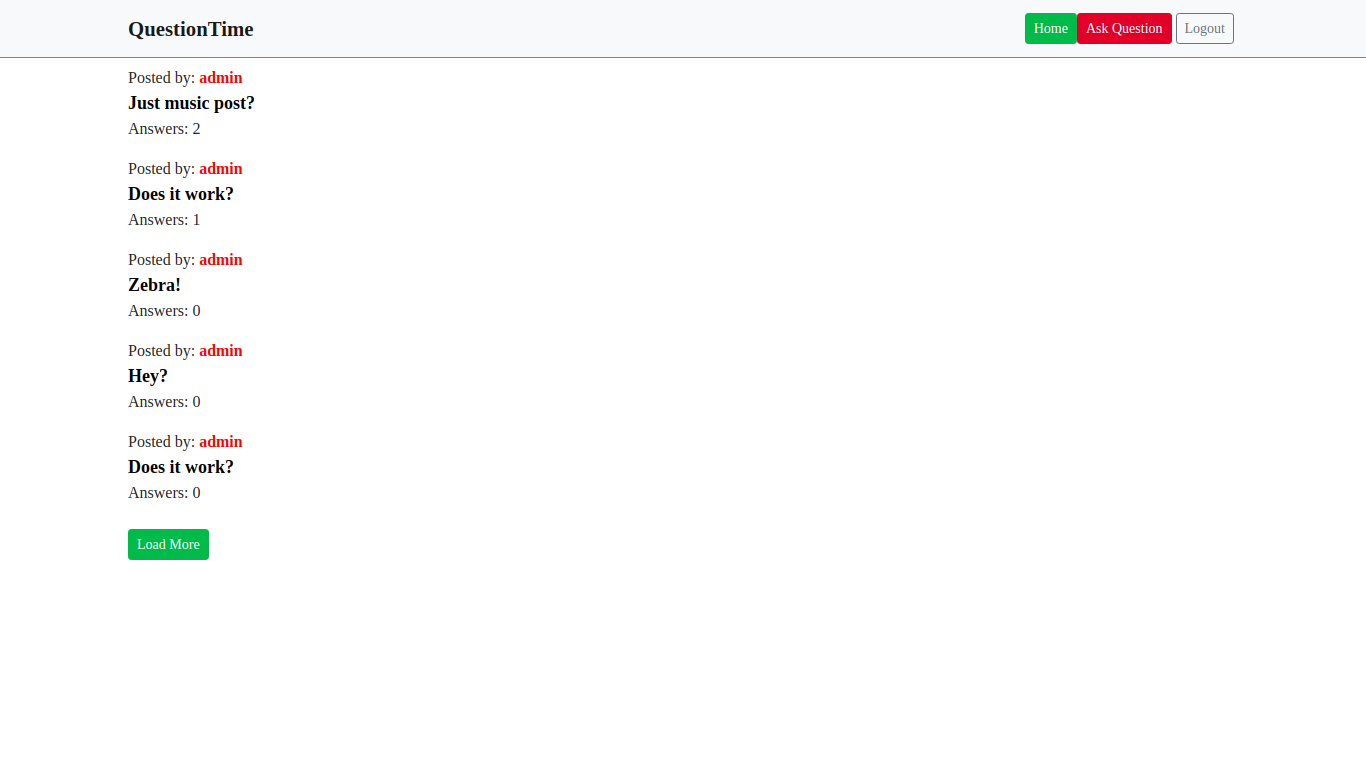 QuestionTime
Home Ask Question Logout
Posted by: admin
Just music post?
Answers: 2
Posted by: admin
Does it work?
Answers: 1
Posted by: admin
Zebra!
Answers: 0
Posted by: admin
Hey?
Answers: 0
Posted by: admin
Does it work?
Answers: 0
Load More